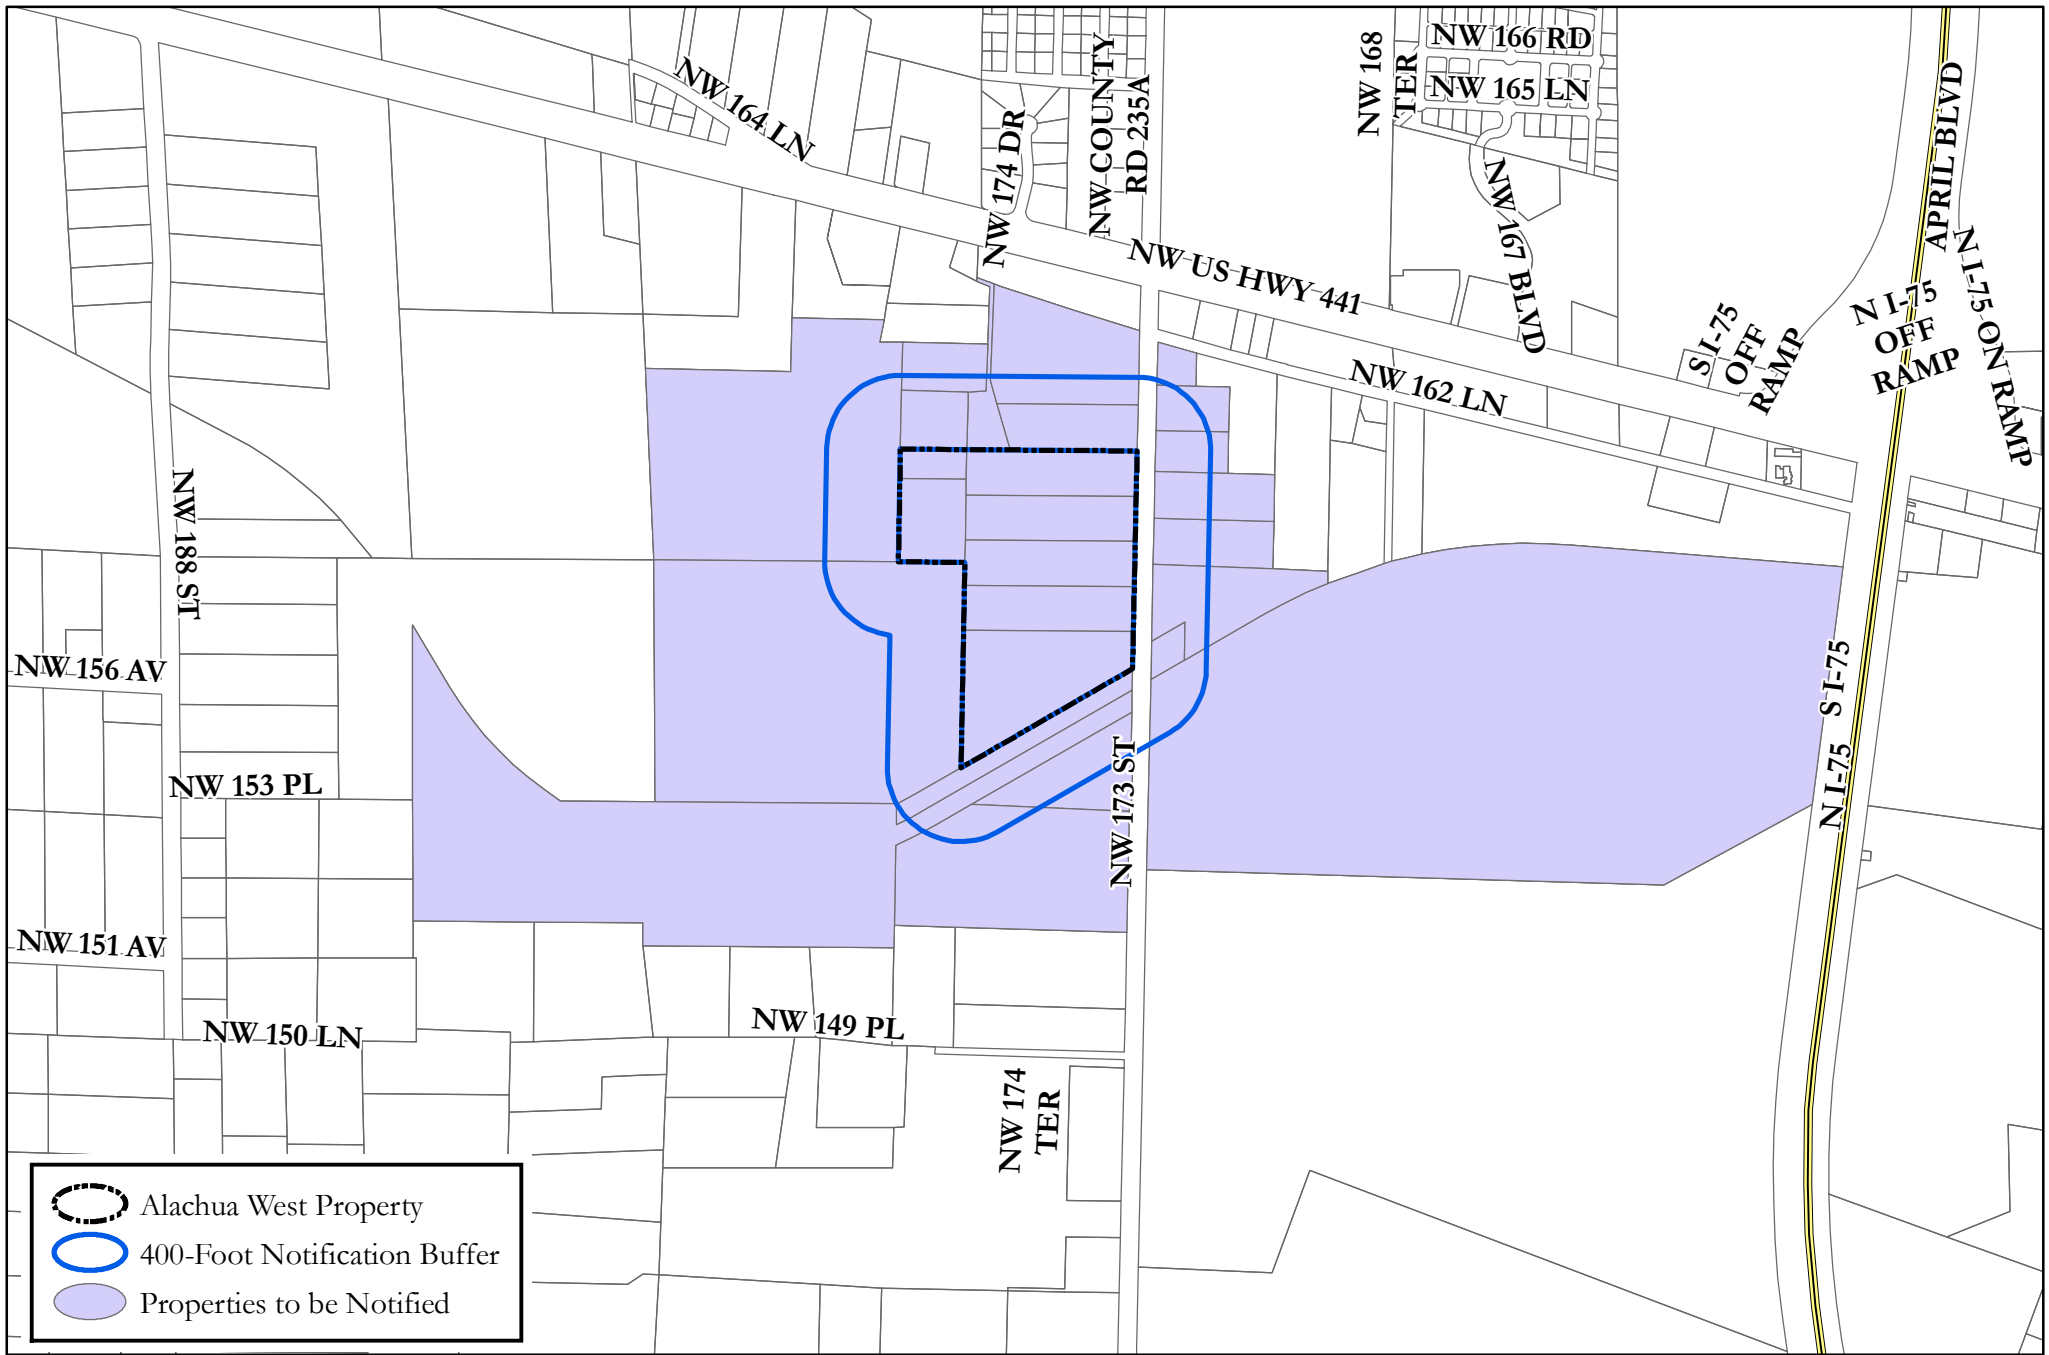 NW 166 RD
NW 168
TER
NW 165 LN
NW 164 LN
NW COUNTY
RD 235A
NW 174 DR
APRIL BLVD
NW 167 BLVD
NW US HWY 441
N I-75 ON RAMP
N I-75
OFF
RAMP
S I-75
OFF
RAMP
NW 162 LN
NW 188 ST
NW 156 AV
S I-75
N I-75
NW 153 PL
NW 173 ST
NW 151 AV
NW 150 LN
NW 149 PL
NW 174
TER
Alachua West Property
400-Foot Notification Buffer
Properties to be Notified